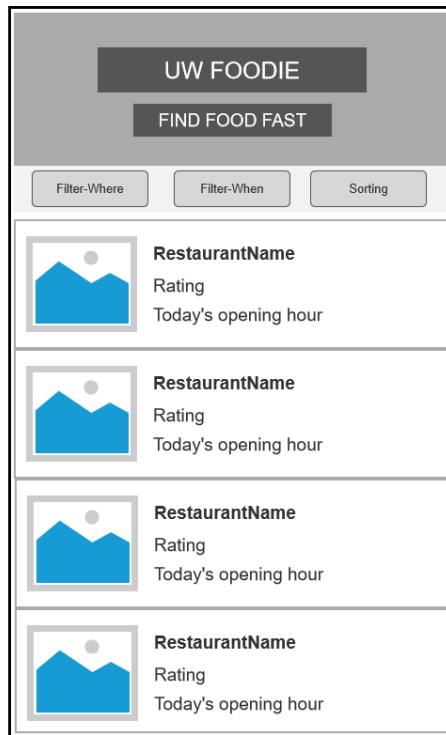 UW FOODIE
FIND FOOD FAST
Filter-Where
Filter-When
Sorting
RestaurantName
Rating
Today's opening hour
RestaurantName
Rating
Today's opening hour
RestaurantName
Rating
Today's opening hour
RestaurantName
Rating
Today's opening hour